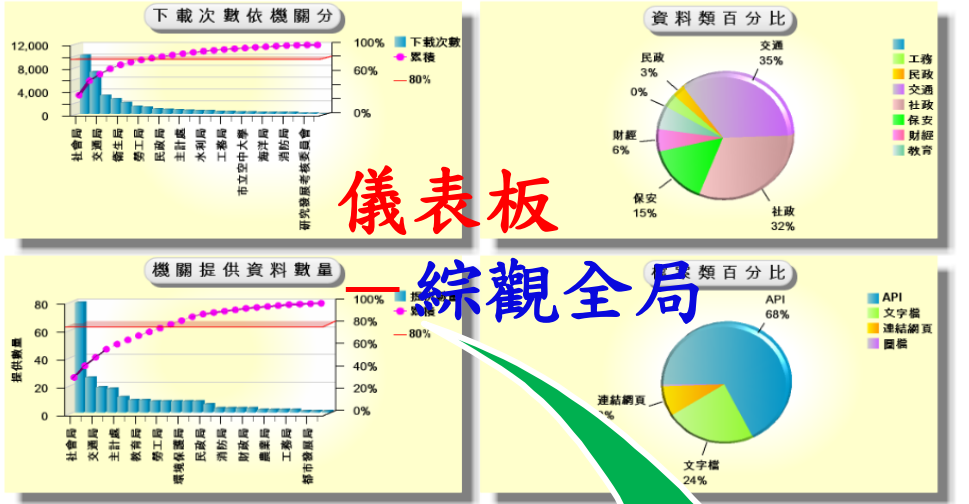 下載次數依機關分
12,000
8,000
4,000
0
100%
60%
0%
下載次數
累積
80%
社會局
交通局
衛生局
勞工局
民政局
主計處
水利局
工務局
市立空中大學
海洋局
消防局
研究發展考核委員會
資料類百分比
交通
35%
民政
3%
0%
財經
6%
保安
15%
社政
32%
工務
民政
交通
社政
保安
財經
教育
儀表板
—綜觀全局
機關提供資料數量
提供數量
80
60
40
20
0
100%
80%
60%
40%
20%
0%
累積
80%
社會局
交通局
主計處
教育局
勞工局
環境保護局
民政局
消防局
財政局
農業局
工務局
都市發展局
類百分比
API
68%
連結網頁
文字檔
24%
API
文字檔
連結網頁
圖檔